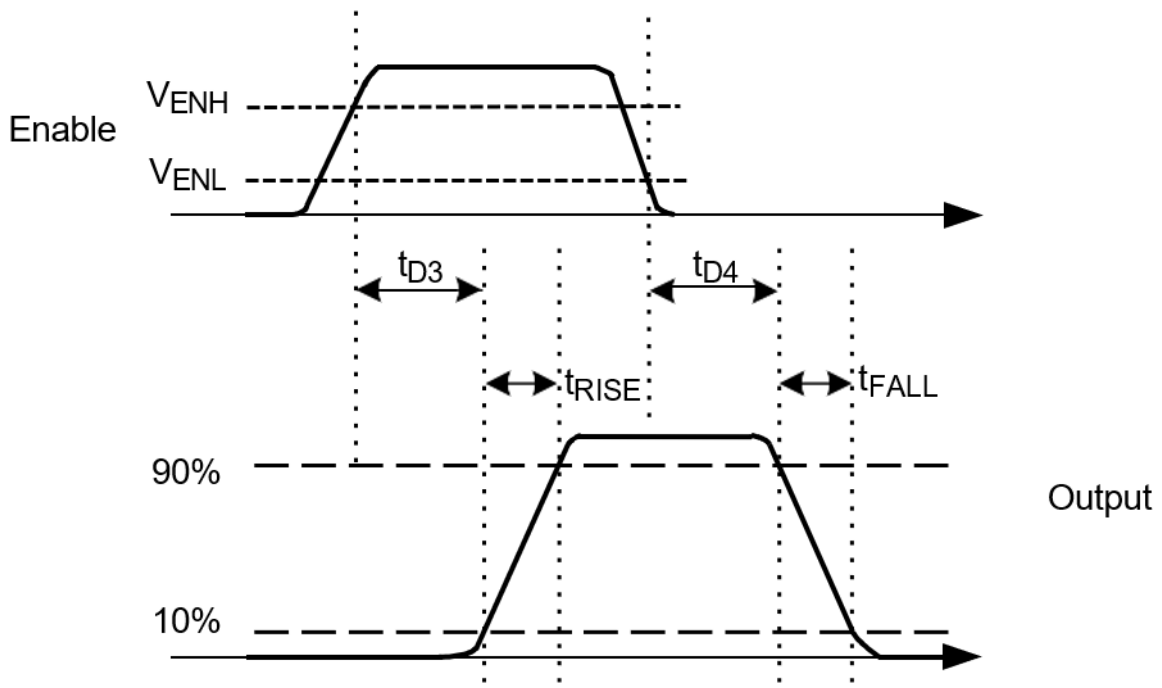 Enable
VENH
VENL
tD3
tD4
tRISE
tFALL
90%
Output
10%